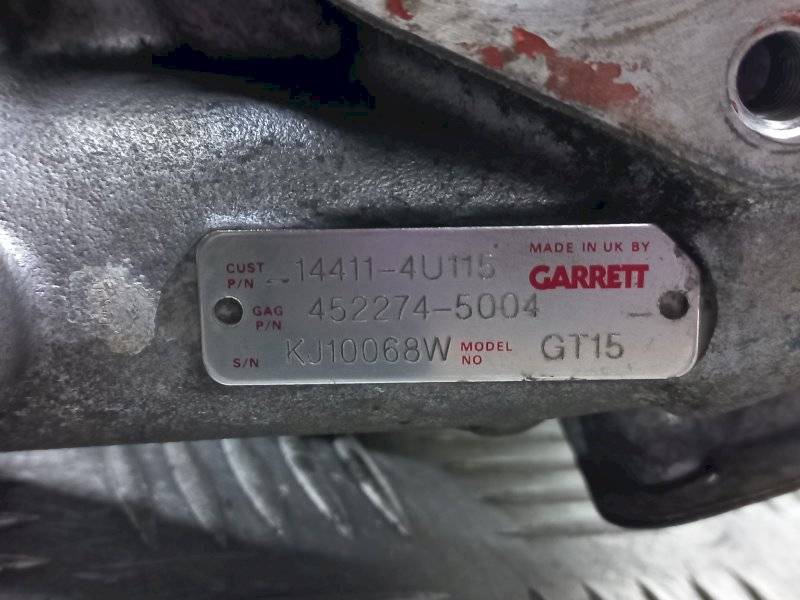 MADE IN UK BY
CUST P/N 14411-4U115 GARRETT
GAG P/N 452274-5004 –
S/N KJ10068W MODEL NO GT15